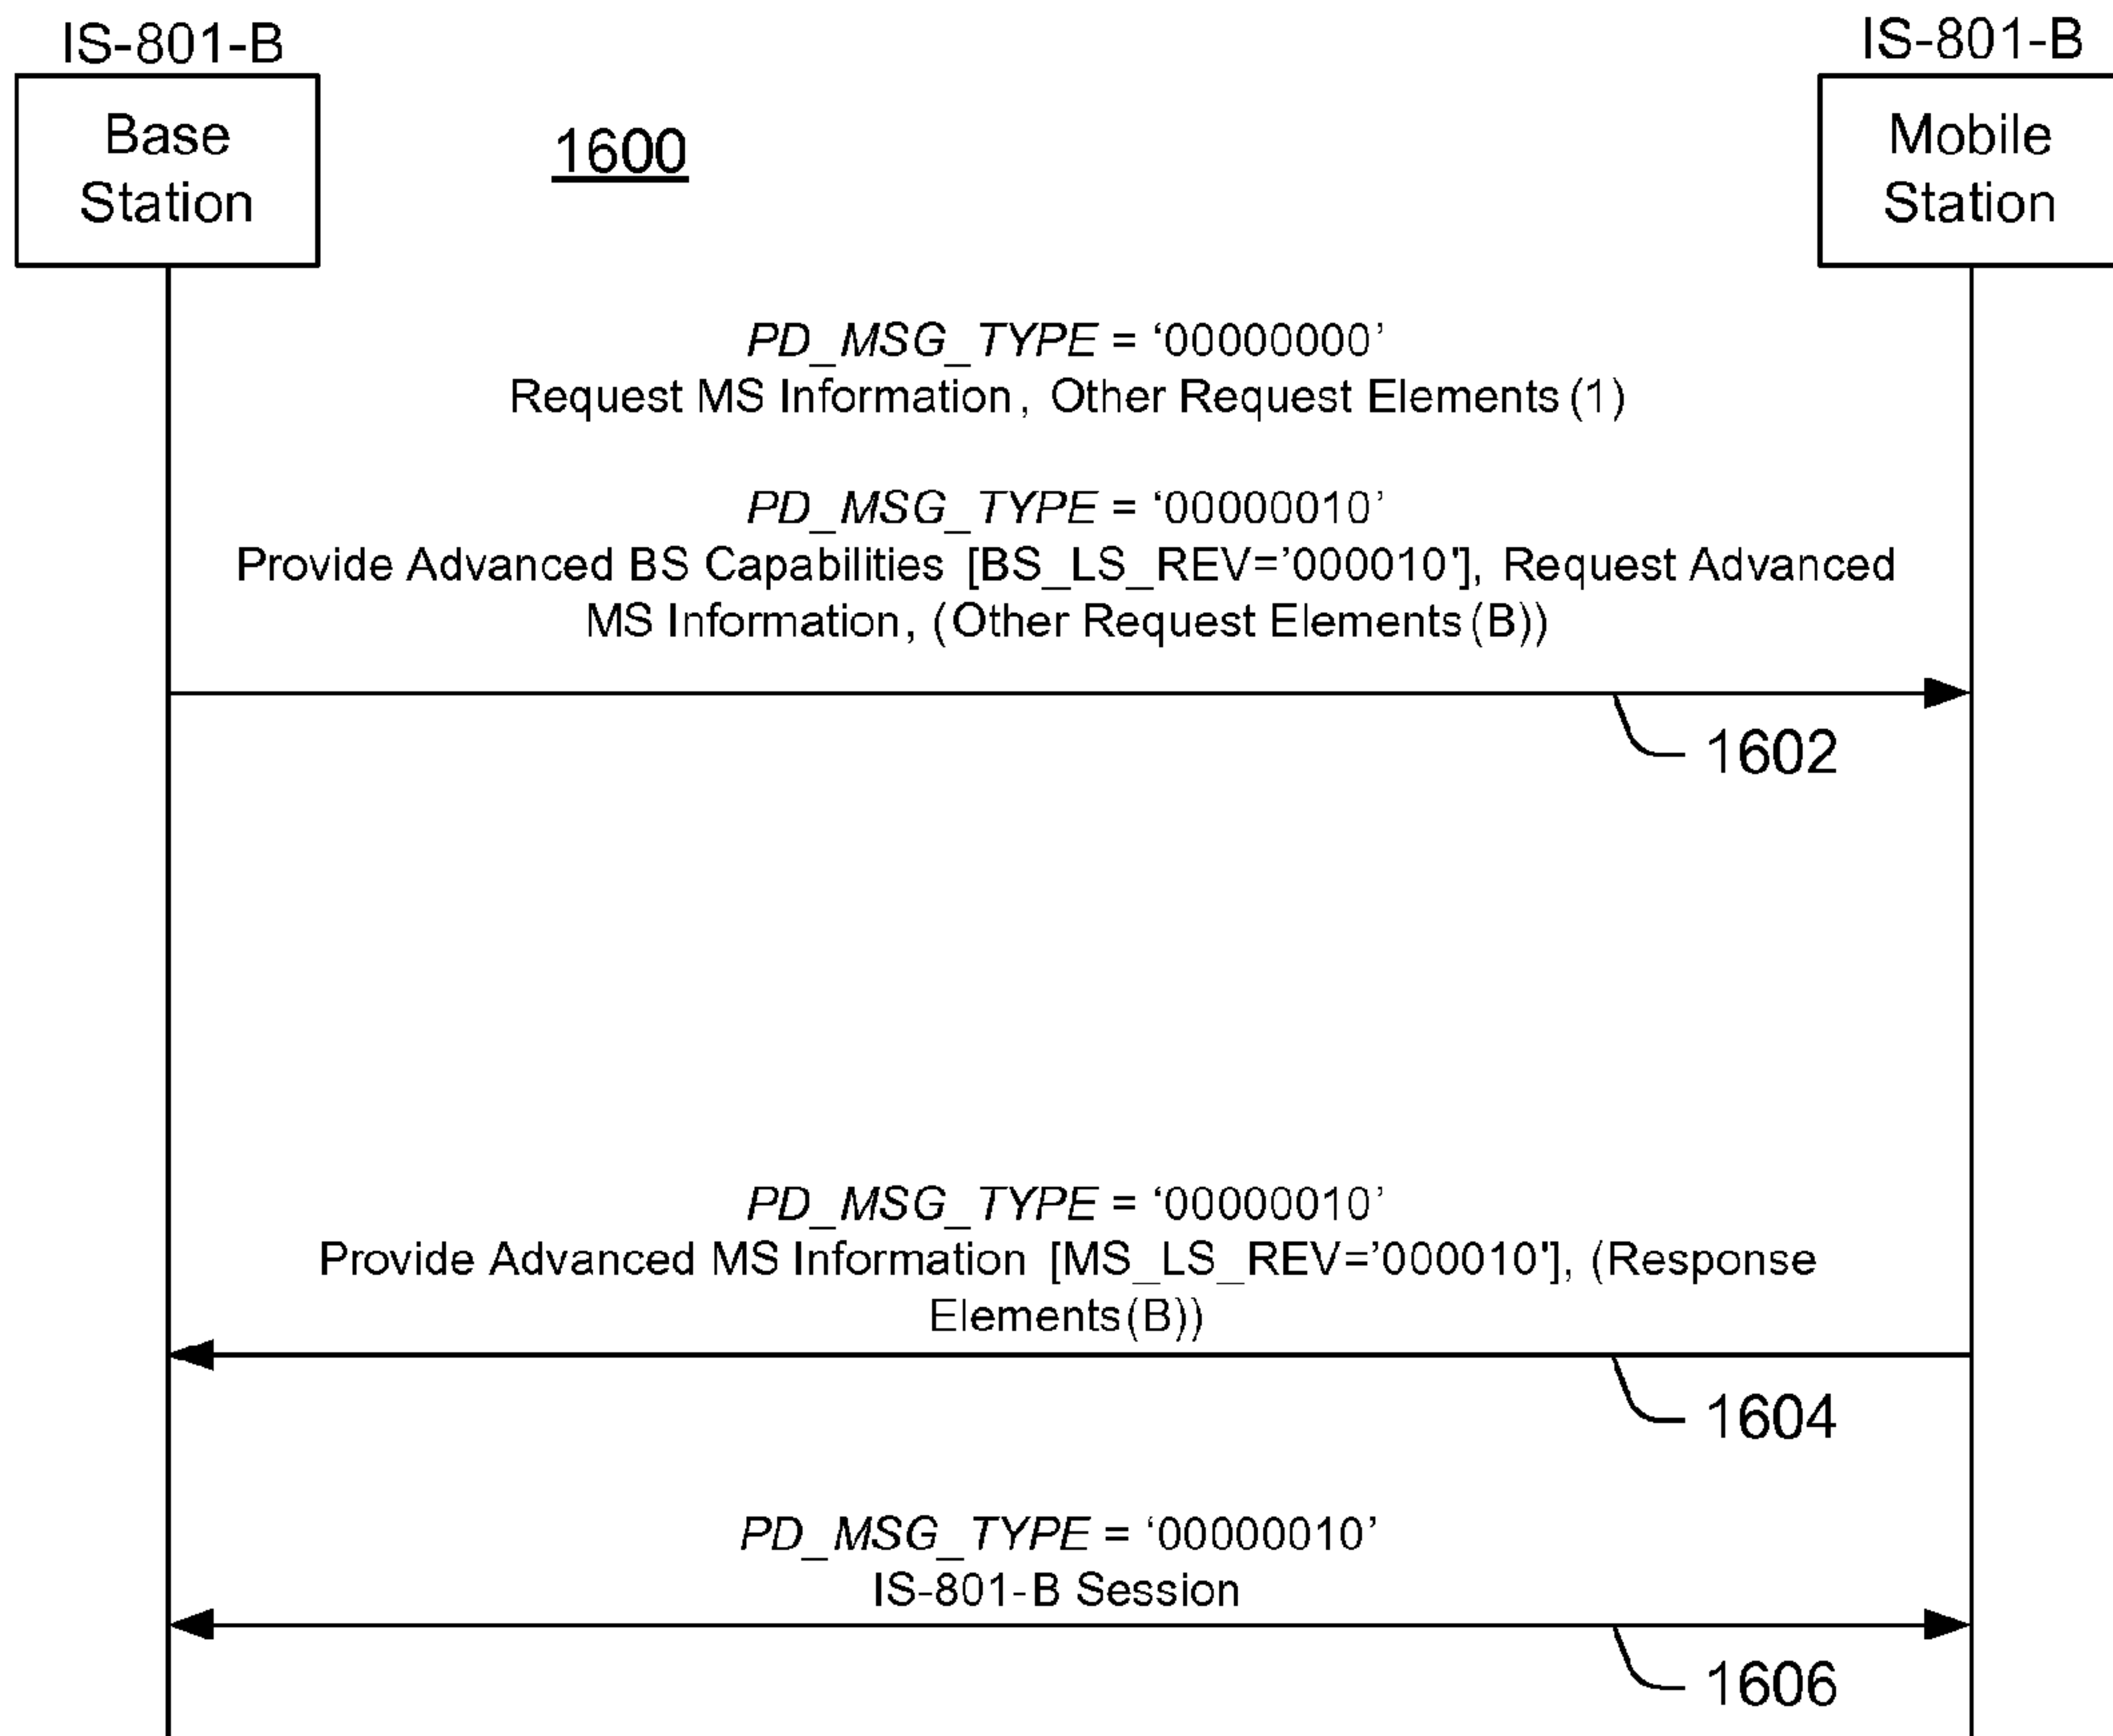 IS-801-B
Base
Station
1600
IS-801-B
Mobile
Station
PD_MSG_TYPE = ‘00000000’
Request MS Information, Other Request Elements (1)
PD_MSG_TYPE = ‘00000010’
Provide Advanced BS Capabilities [BS_LS_REV=’000010'], Request Advanced
MS Information, (Other Request Elements (B))
1602
PD_MSG_TYPE = ‘00000010’
Provide Advanced MS Information [MS_LS_REV=’000010'], (Response
Elements (B))
1604
PD_MSG_TYPE = ‘00000010’
IS-801-B Session
1606